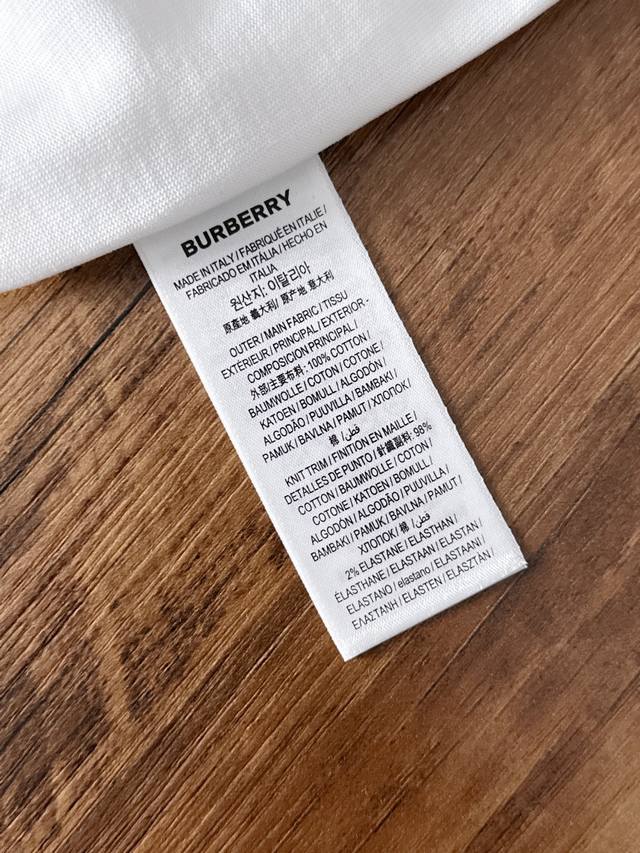 BURBERRY
MADE IN ITALY / FABRIQUÉ EN ITALIE /
FABRICADO EM ITÁLIA / HECHO EN
ITALIA
원산지: 이탈리아
原產地 義大利/ 原产地 意大利
OUTER / MAIN FABRIC / TISSU
EXTÉRIEUR / PRINCIPAL / EXTERIOR -
COMPOSICION PRINCIPAL /
外部/主要布料: 100% COTTON /
BAUMWOLLE / COTON / COTONE /
KATOEN / BOMULL / ALGODÓN /
ALGODÃO / PUUVILLA / BAMBAKI /
PAMUK / BAVLNA / PAMUT / ХЛОПОК /
棉 / قطن
KNIT TRIM / FINITION EN MAILLE /
DETALLES DE PUNTO / 針織副料: 98%
COTTON / BAUMWOLLE / COTON /
COTONE / KATOEN / BOMULL /
ALGODÓN / ALGODÃO / PUUVILLA /
BAMBAKI / PAMUK / BAVLNA / PAMUT /
ХЛОПОК / 棉 / قطن
2% ELASTANE / ELASTHAN /
ELASTHANE / ELASTAAN / ELASTAN /
ELASTANO / elastano / ELASTAANI /
ΕΛΑΣΤΑΝΗ / ELASTEN / ELASZTÁN /